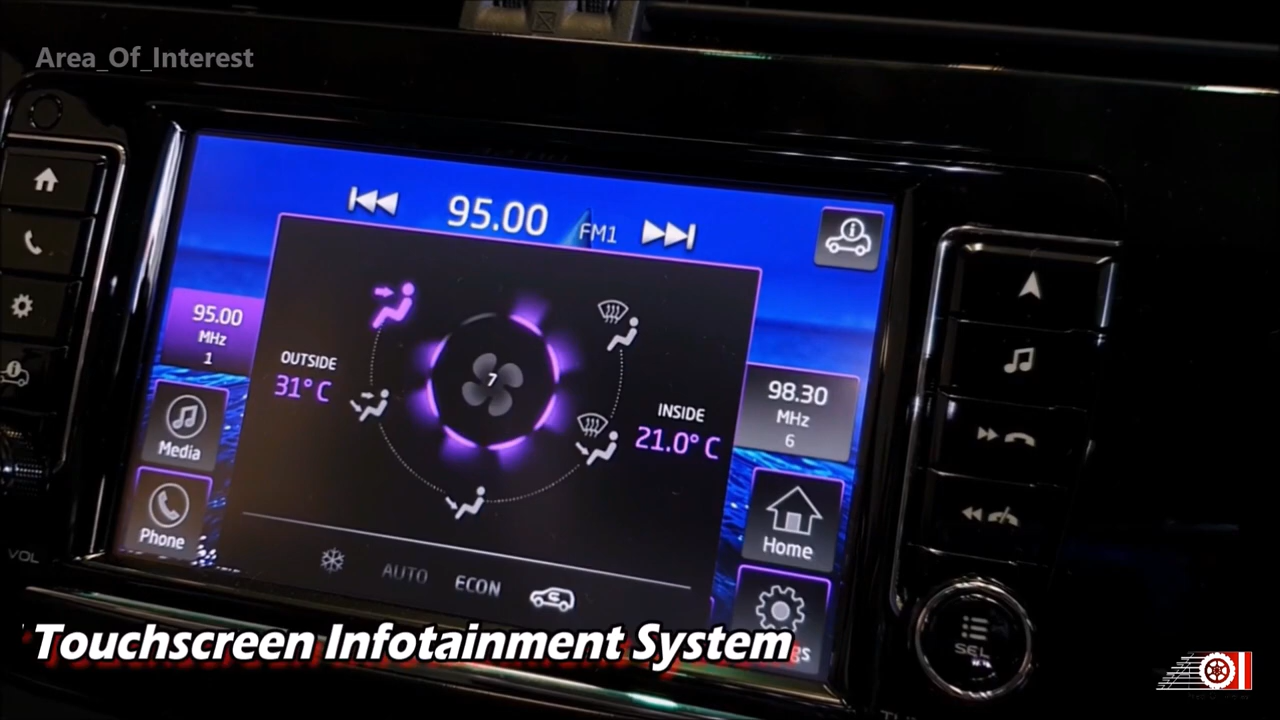 Area_Of_Interest
95.00
FM1
95.00
MHz
1
OUTSIDE
31°C
7
INSIDE
21.0°C
98.30
MHz
6
Media
Phone
Home
VOL
AUTO
ECON
SEL
Touchscreen Infotainment System